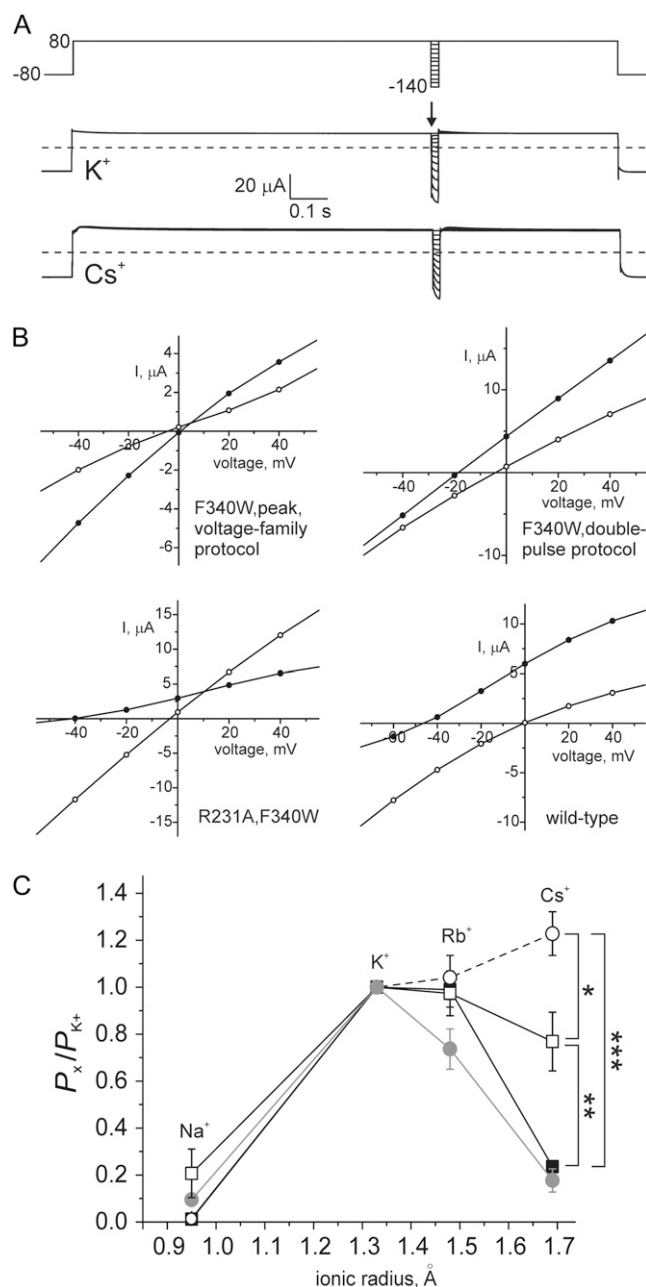 A
80
-80
-140
K+
20 μA
0.1 s
Cs+
B
4
I, μA
2
-40
-20
20
40
voltage, mV
-2
-4
-6
F340W,peak,
voltage-family
protocol
I, μA
10
-40
-20
20
40
voltage, mV
-10
F340W,double-
pulse protocol
15
I, μA
10
5
-40
-20
20
40
voltage, mV
-5
-10
-15
R231A,F340W
10
I, μA
5
-60
-40
-20
20
40
voltage, mV
-5
-10
wild-type
C
1.4
1.2
1.0
0.8
0.6
0.4
0.2
0.0
Px/PK+
Na+
K+
Rb+
Cs+
*
**
***
0.9 1.0 1.1 1.2 1.3 1.4 1.5 1.6 1.7
ionic radius, Å